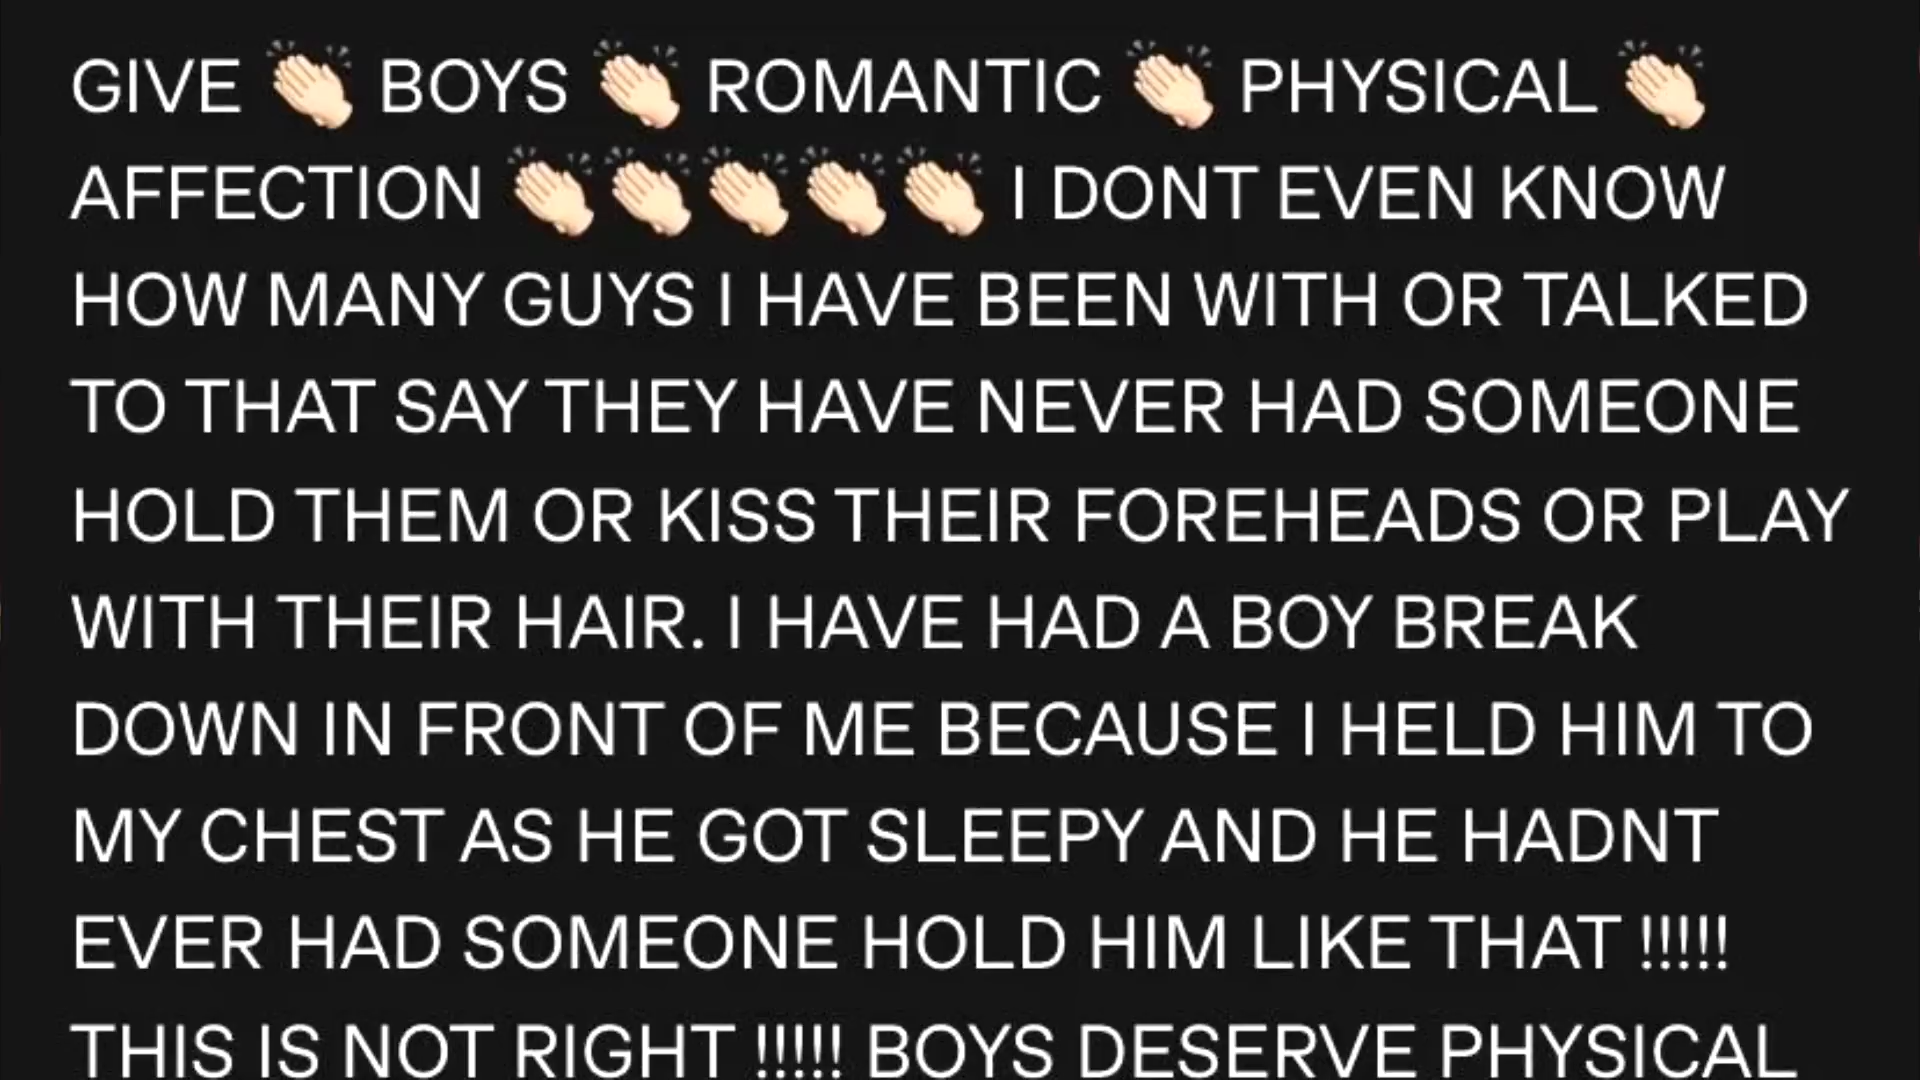 GIVE 👏🏻 BOYS 👏🏻 ROMANTIC 👏🏻 PHYSICAL 👏🏻
AFFECTION 👏🏻👏🏻👏🏻👏🏻👏🏻 I DONT EVEN KNOW
HOW MANY GUYS I HAVE BEEN WITH OR TALKED
TO THAT SAY THEY HAVE NEVER HAD SOMEONE
HOLD THEM OR KISS THEIR FOREHEADS OR PLAY
WITH THEIR HAIR. I HAVE HAD A BOY BREAK
DOWN IN FRONT OF ME BECAUSE I HELD HIM TO
MY CHEST AS HE GOT SLEEPY AND HE HADNT
EVER HAD SOMEONE HOLD HIM LIKE THAT !!!!!
THIS IS NOT RIGHT !!!!! BOYS DESERVE PHYSICAL